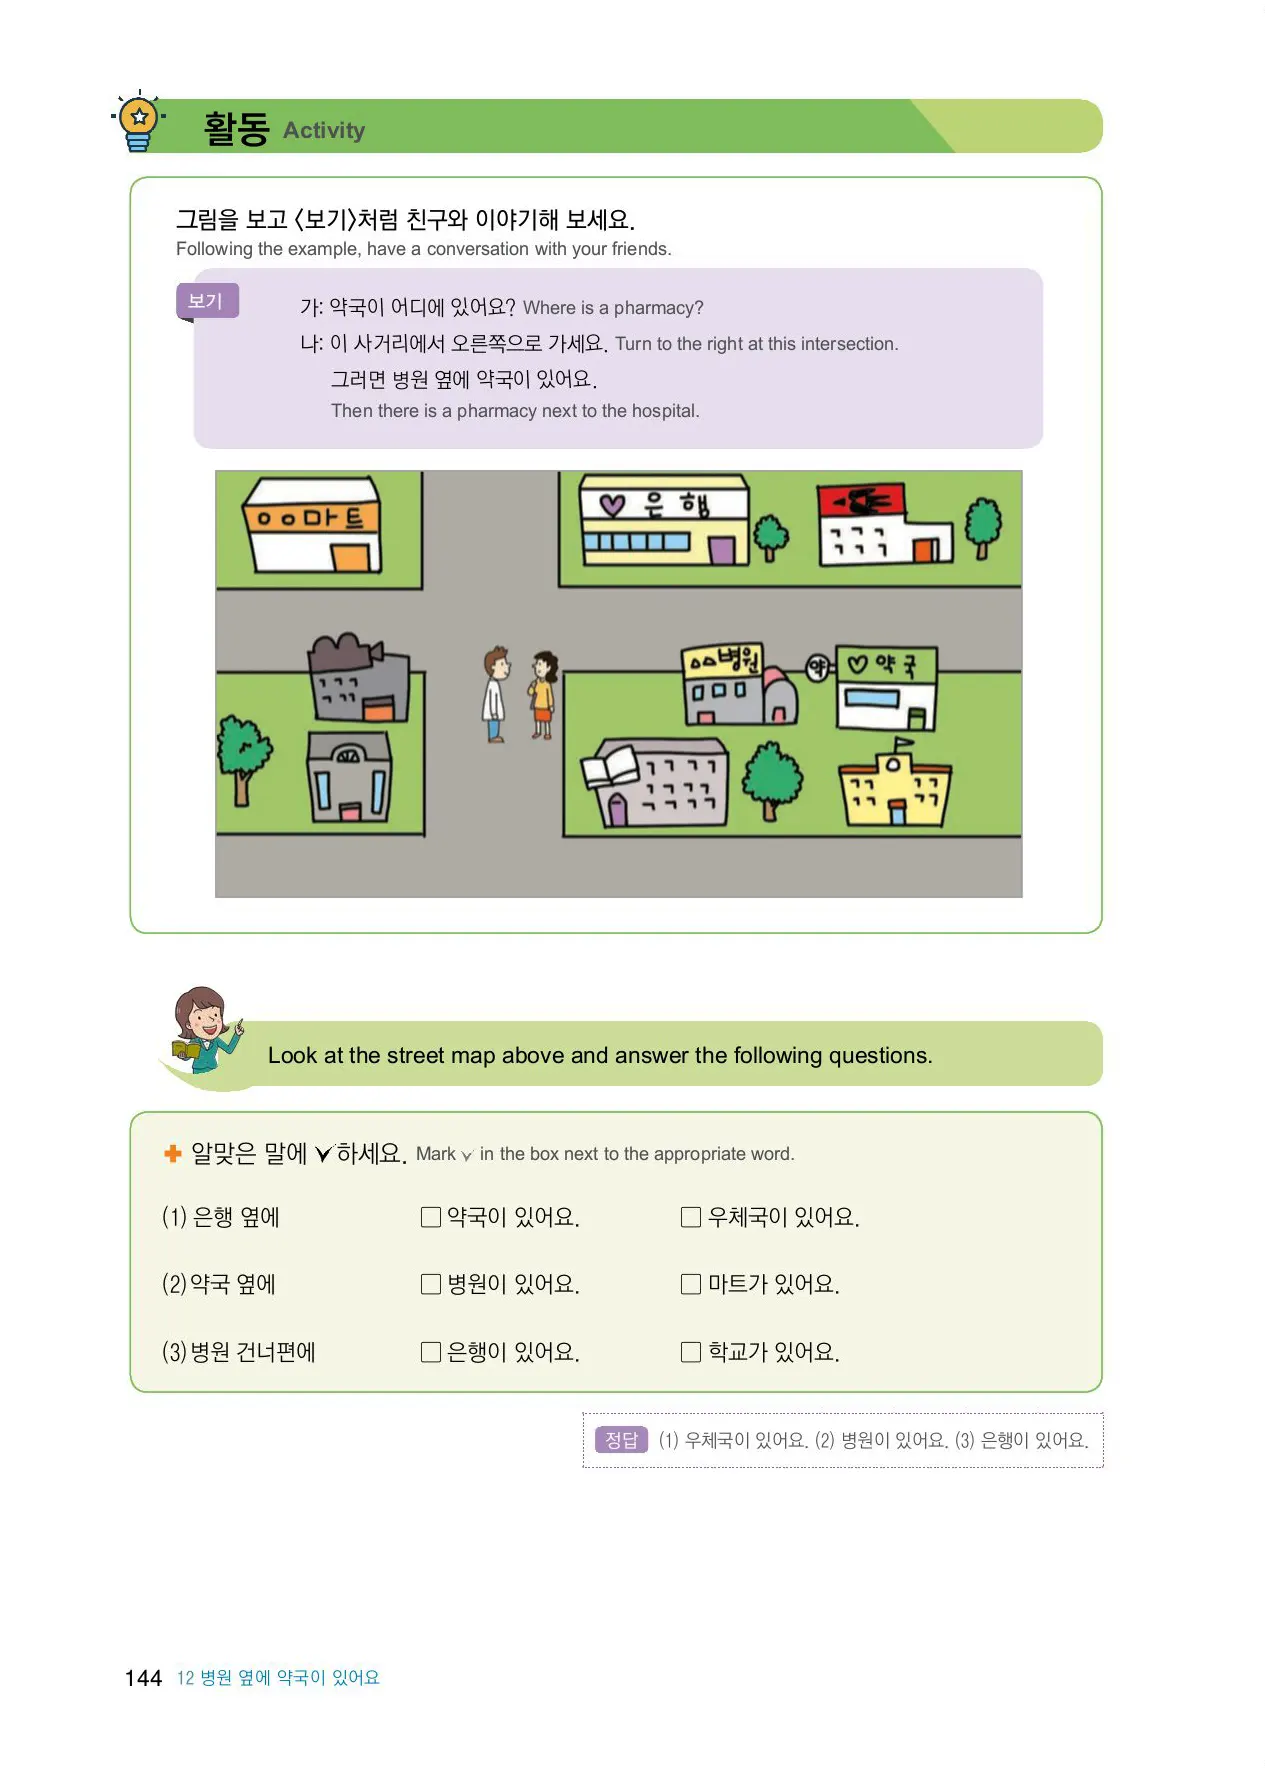 활동 Activity
그림을 보고 〈보기〉처럼 친구와 이야기해 보세요.
Following the example, have a conversation with your friends.
보기
가: 약국이 어디에 있어요? Where is a pharmacy?
나: 이 사거리에서 오른쪽으로 가세요. Turn to the right at this intersection.
그러면 병원 옆에 약국이 있어요.
Then there is a pharmacy next to the hospital.
ㅇㅇ마트
♡ 은행
△△병원
약
♡약국
Look at the street map above and answer the following questions.
✚ 알맞은 말에 ✓하세요. Mark ✓ in the box next to the appropriate word.
(1) 은행 옆에 □ 약국이 있어요. □ 우체국이 있어요.
(2) 약국 옆에 □ 병원이 있어요. □ 마트가 있어요.
(3) 병원 건너편에 □ 은행이 있어요. □ 학교가 있어요.
정답 (1) 우체국이 있어요. (2) 병원이 있어요. (3) 은행이 있어요.
144 12 병원 옆에 약국이 있어요